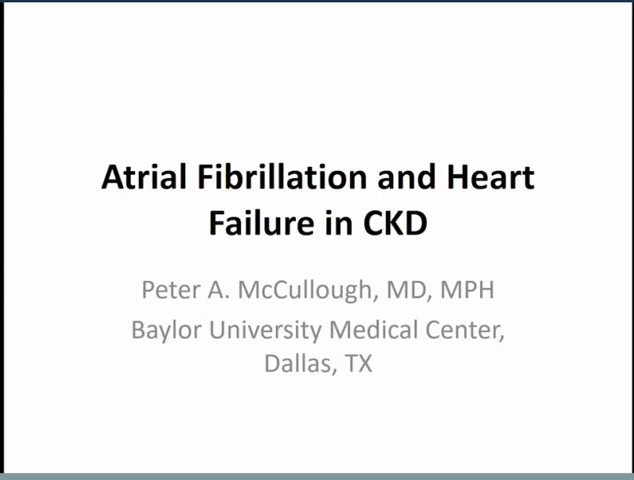 Atrial Fibrillation and Heart
Failure in CKD
Peter A. McCullough, MD, MPH
Baylor University Medical Center,
Dallas, TX